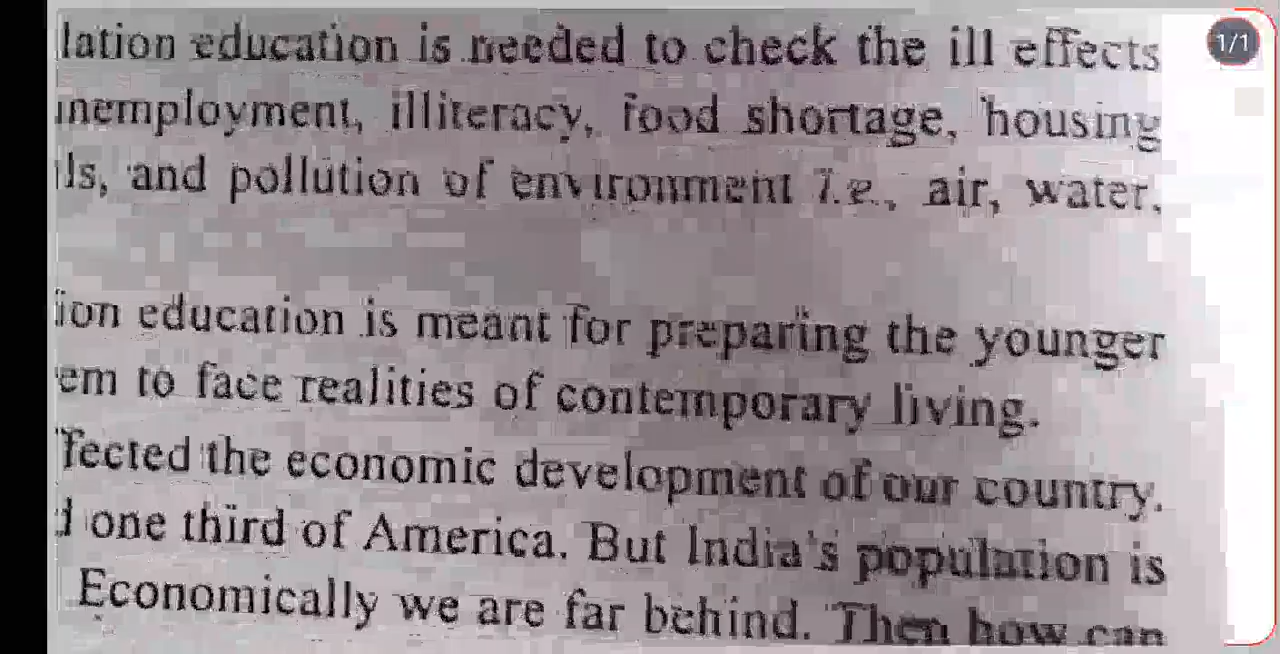 lation education is needed to check the ill effects
nemployment, illiteracy, food shortage, housing
ls, and pollution of environment i.e., air, water,
ion education is meant for preparing the younger
em to face realities of contemporary living.
fected the economic development of our country.
d one third of America. But India's population is
Economically we are far behind. Then how can
1/1